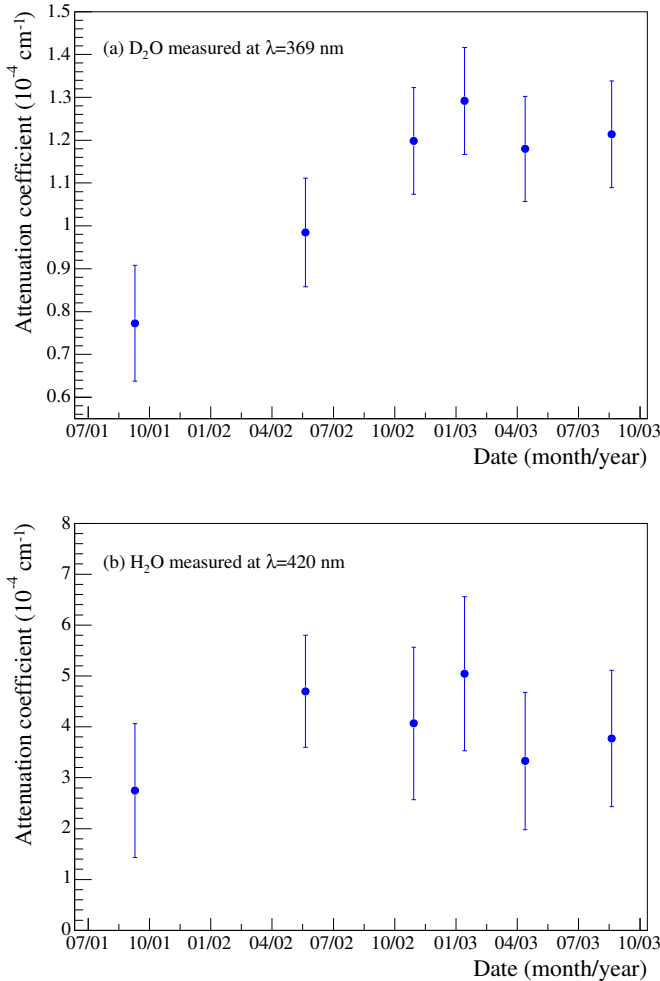 (a) D₂O measured at λ=369 nm
Attenuation coefficient (10⁻⁴ cm⁻¹)
1.5
1.4
1.3
1.2
1.1
1
0.9
0.8
0.7
0.6
07/01 10/01 01/02 04/02 07/02 10/02 01/03 04/03 07/03 10/03
Date (month/year)
(b) H₂O measured at λ=420 nm
Attenuation coefficient (10⁻⁴ cm⁻¹)
8
7
6
5
4
3
2
1
0
07/01 10/01 01/02 04/02 07/02 10/02 01/03 04/03 07/03 10/03
Date (month/year)